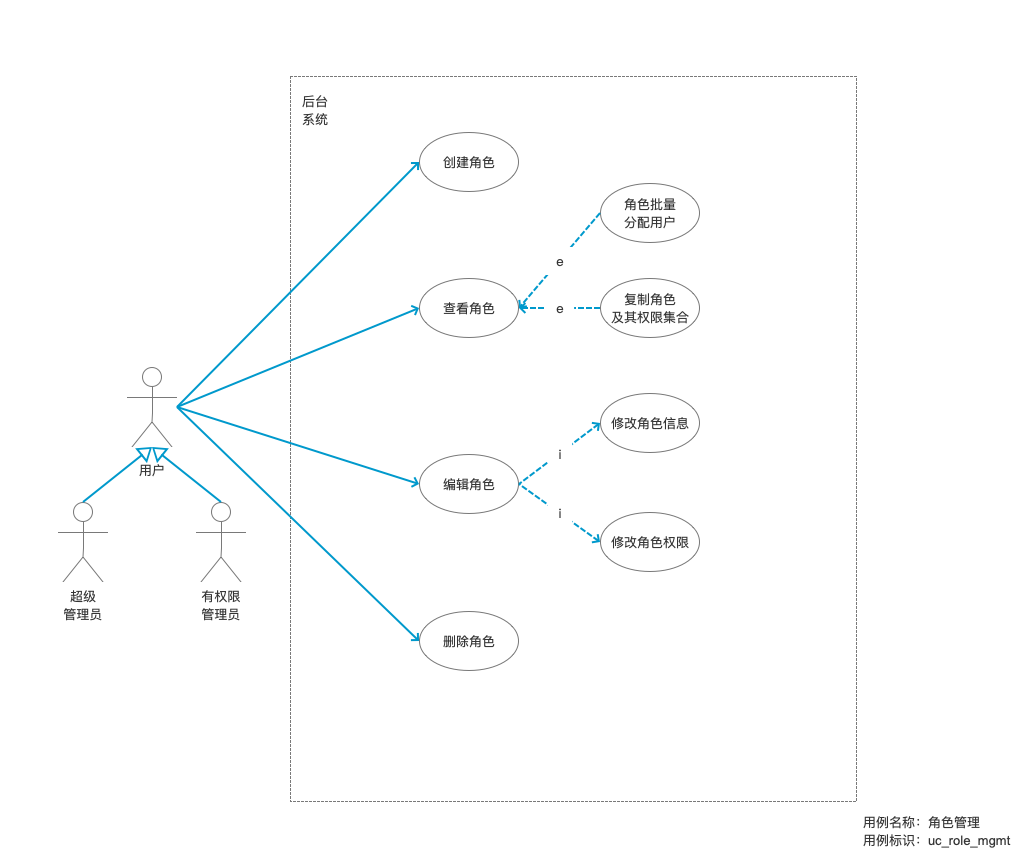 后台
系统
创建角色
角色批量
分配用户
e
查看角色
e
复制角色
及其权限集合
修改角色信息
i
用户
编辑角色
i
修改角色权限
超级
管理员
有权限
管理员
删除角色
用例名称：角色管理
用例标识：uc_role_mgmt